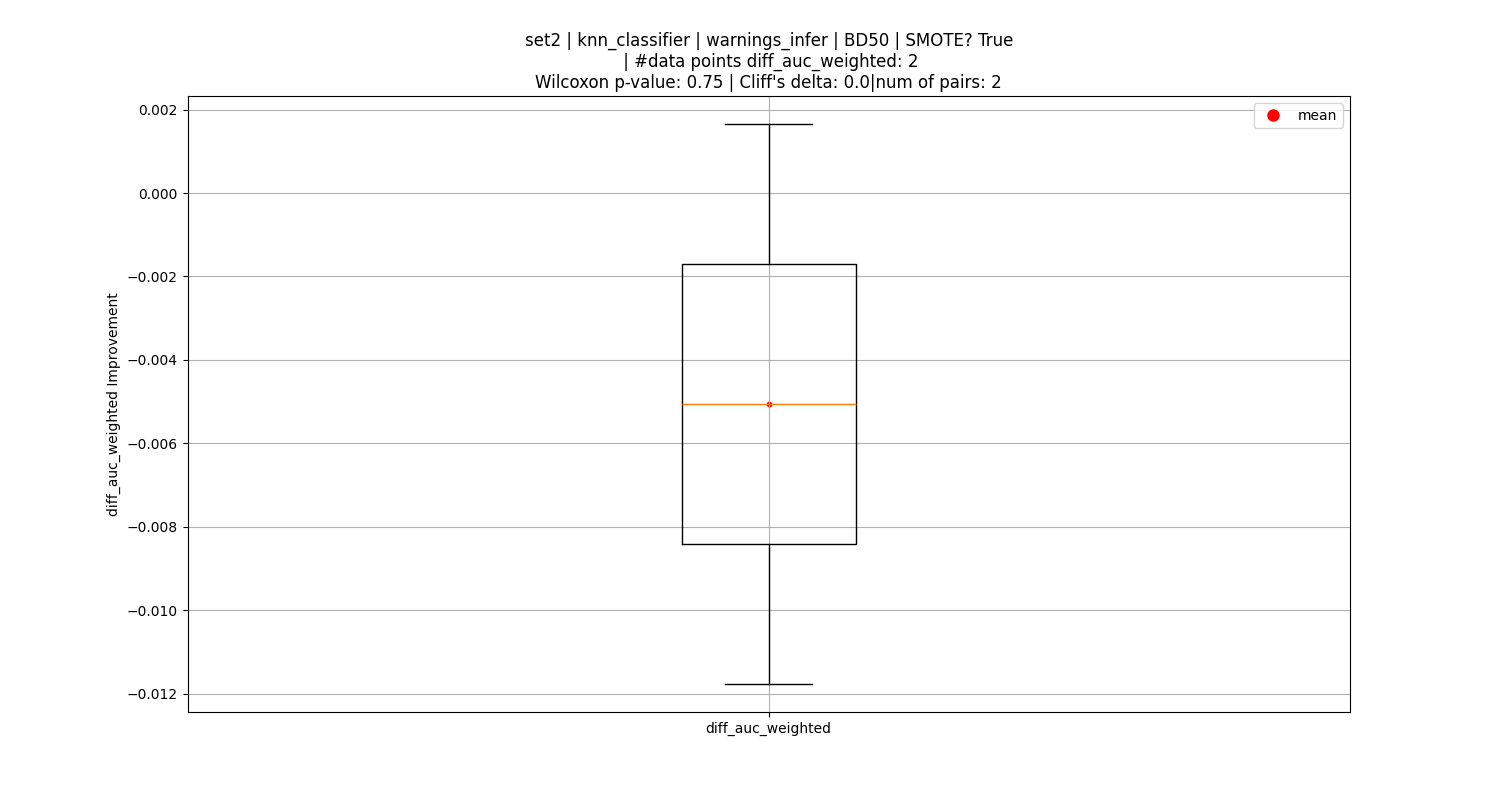 set2 | knn_classifier | warnings_infer | BD50 | SMOTE? True
| #data points diff_auc_weighted: 2
Wilcoxon p-value: 0.75 | Cliff's delta: 0.0|num of pairs: 2
mean
0.002
0.000
−0.002
−0.004
−0.006
−0.008
−0.010
−0.012
diff_auc_weighted Improvement
diff_auc_weighted